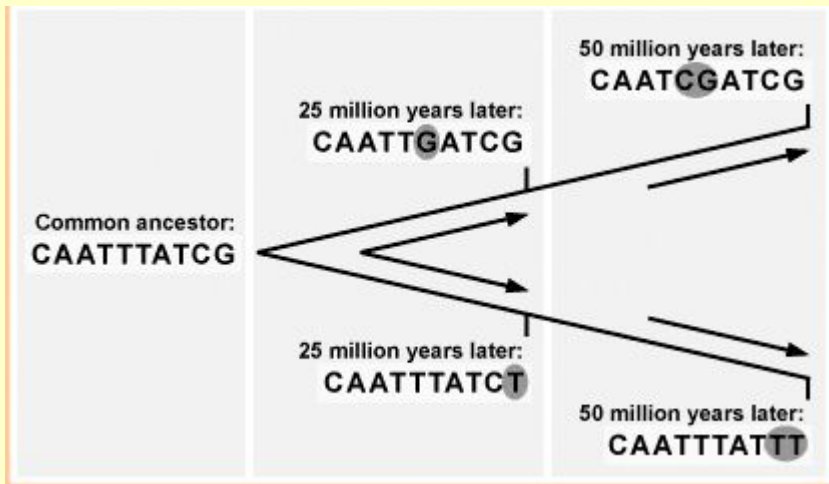 Common ancestor:
CAATTTATCG
25 million years later:
CAATTGATCG
25 million years later:
CAATTTATCT
50 million years later:
CAATCGATCG
50 million years later:
CAATTTATTT